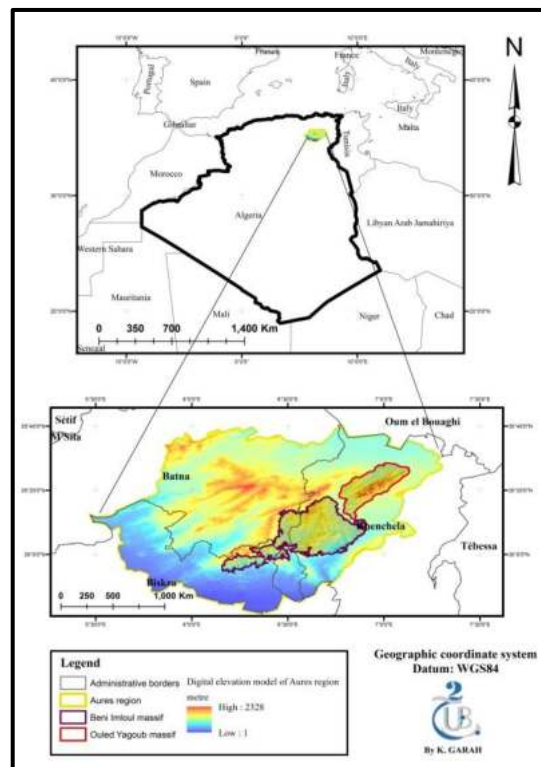 N
France
France
Italy
Montenegro
Italy
Portugal
Spain
Italy
Gibraltar
Malta
Tunisia
Morocco
Algeria
Libyan Arab Jamahiriya
Western Sahara
Mauritania
Mali
Niger
Chad
0 350 700 1,400 Km
Senegal
Sétif
M'Sila
Oum el Bouaghi
Batna
Khenchela
Tébessa
Biskra
0 250 500 1,000 Km
Legend
Administrative borders
Aures region
Beni Imloul massif
Ouled Yagoub massif
Digital elevation model of Aures region
metre
High : 2328
Low : 1
Geographic coordinate system
Datum: WGS84
By K. GARAH